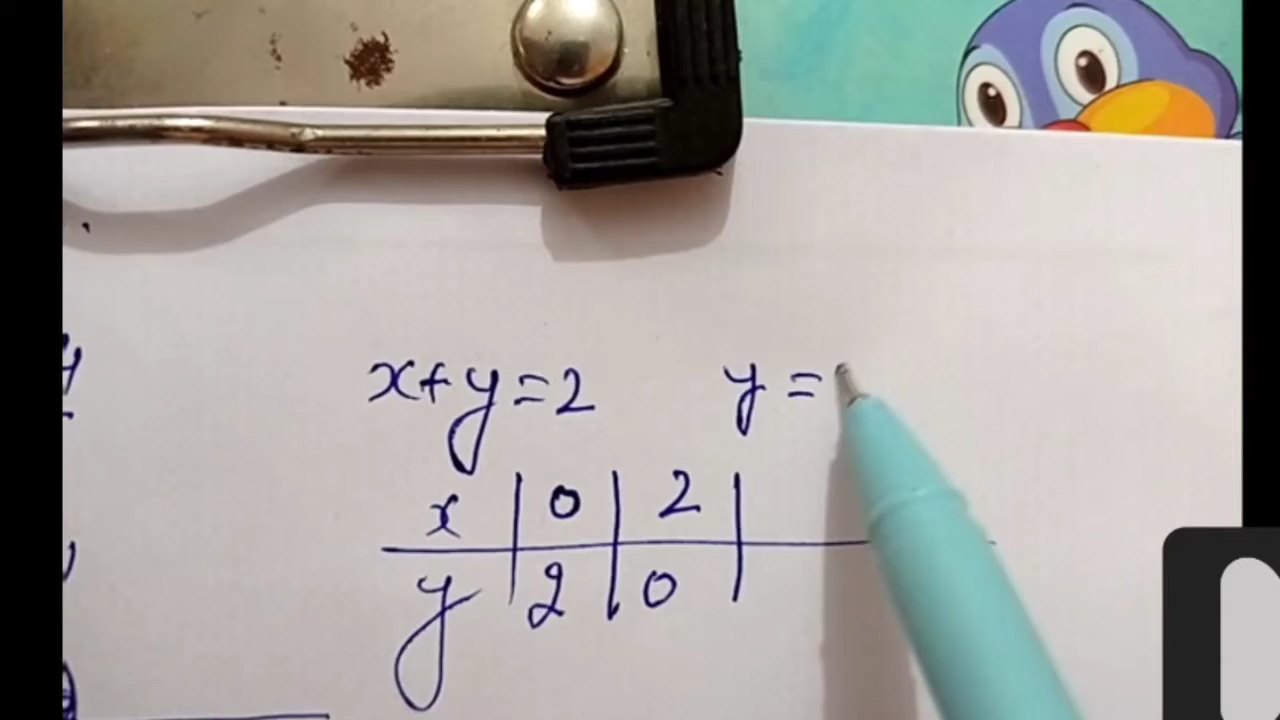 x+y=2 y=
x | 0 | 2 |
y | 2 | 0 |